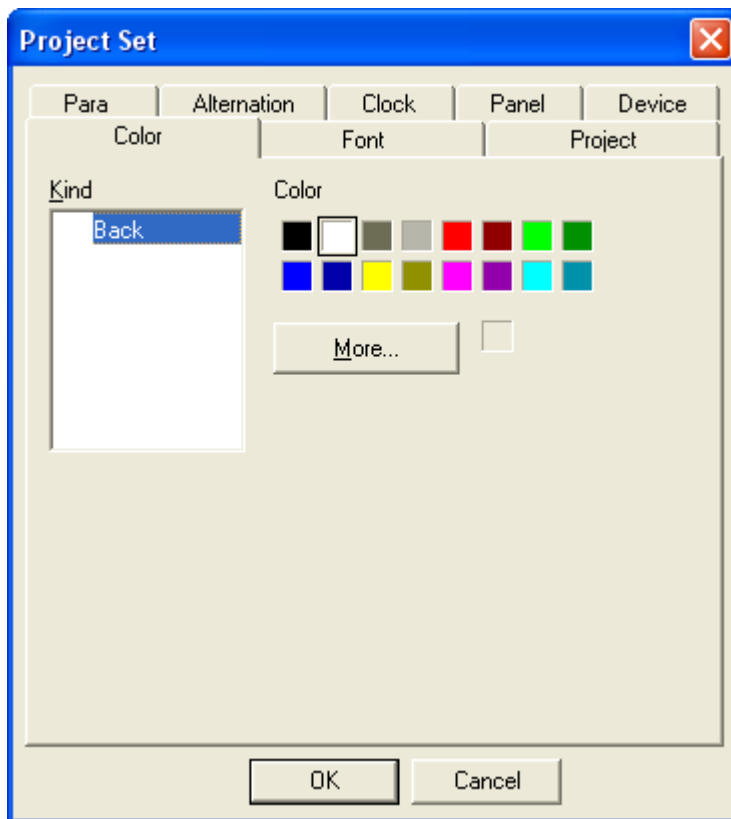 Project Set
Para Alternation Clock Panel Device
Color Font Project
Kind Color
Back
More...
OK Cancel